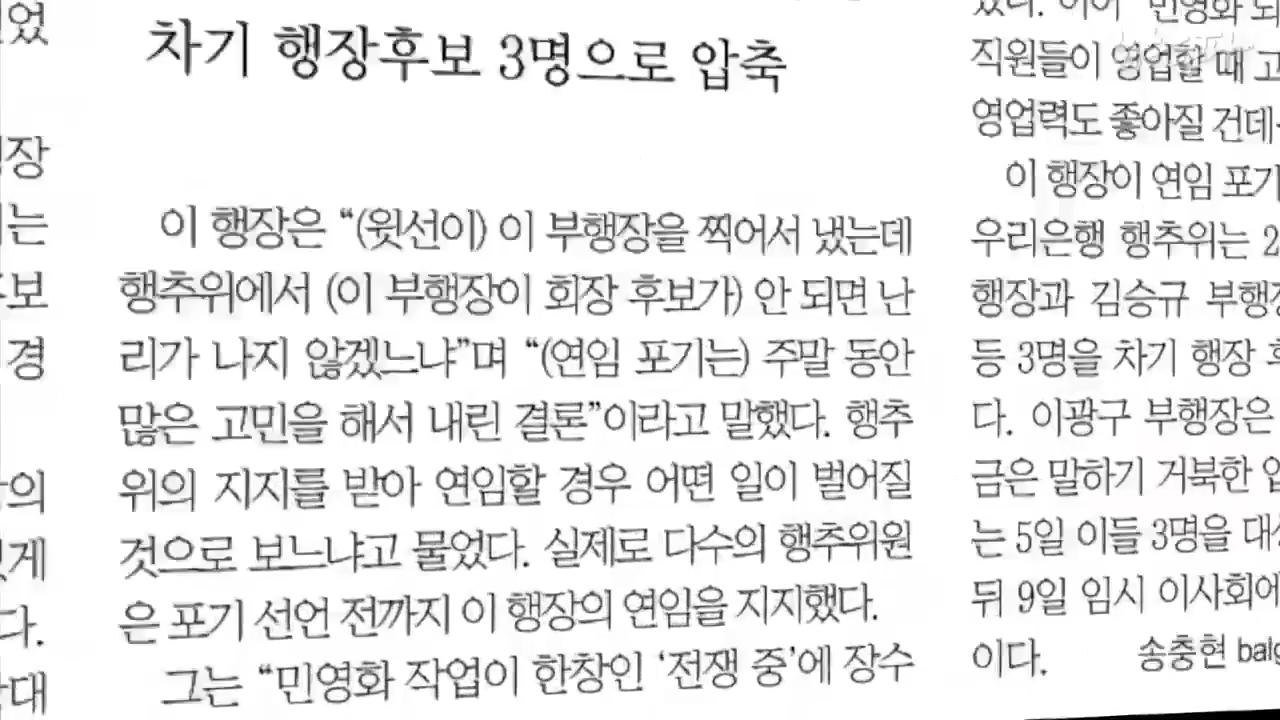 차기 행장후보 3명으로 압축
장
는
보
경
의
게
다.
대
이 행장은 “(윗선이) 이 부행장을 찍어서 냈는데
행추위에서 (이 부행장이 회장 후보가) 안 되면 난
리가 나지 않겠느냐”며 “(연임 포기는) 주말 동안
많은 고민을 해서 내린 결론”이라고 말했다. 행추
위의 지지를 받아 연임할 경우 어떤 일이 벌어질
것으로 보느냐고 물었다. 실제로 다수의 행추위원
은 포기 선언 전까지 이 행장의 연임을 지지했다.
그는 “민영화 작업이 한창인 ‘전쟁 중’에 장수
직원들이 영업할 때
영업력도 좋아질 건데
이 행장이 연임 포기
우리은행 행추위는 2
행장과 김승규 부행장
등 3명을 차기 행장
다. 이광구 부행장은
금은 말하기 거북한
는 5일 이들 3명을
뒤 9일 임시 이사회에
이다. 송충현